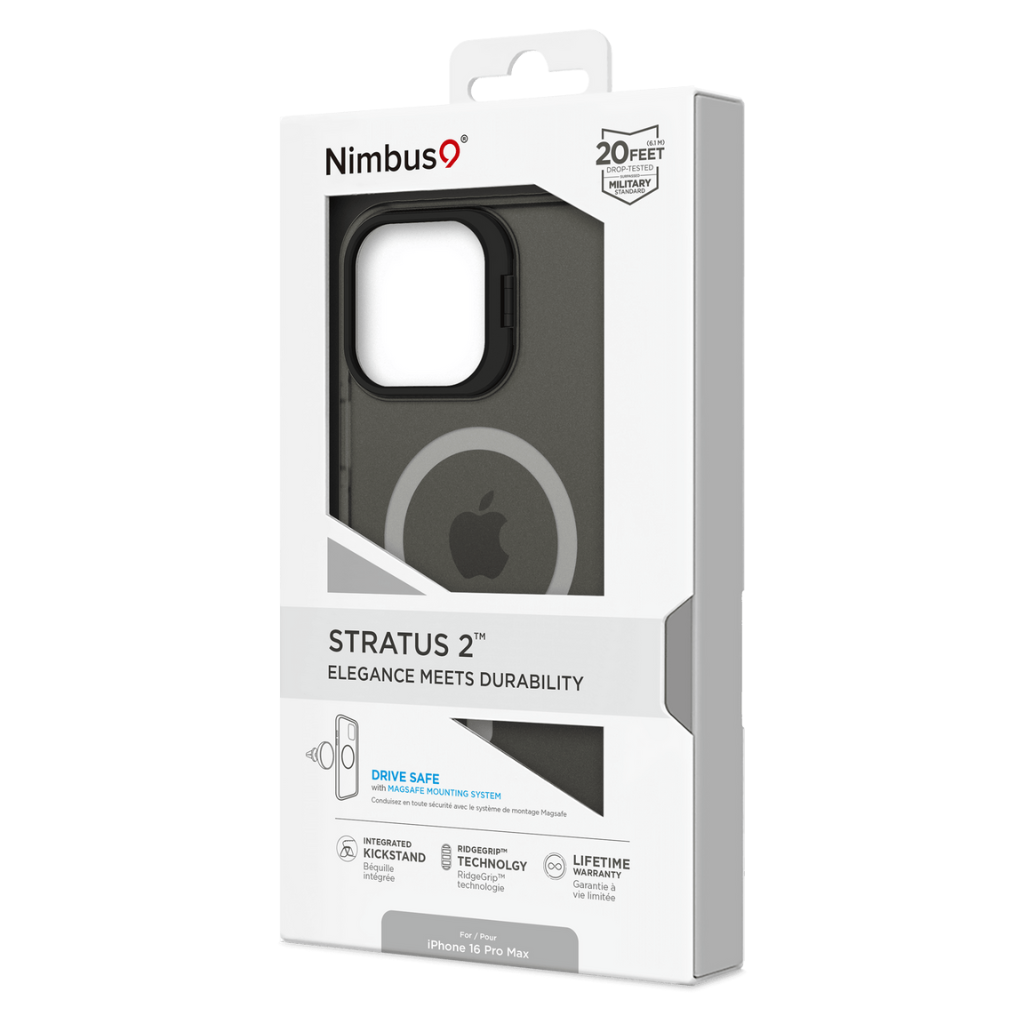 Nimbus9®
(6.1 M)
20 FEET
DROP-TESTED
SURPASSES
MILITARY
STANDARD
STRATUS 2™
ELEGANCE MEETS DURABILITY
DRIVE SAFE
with MAGSAFE MOUNTING SYSTEM
Conduisez en toute sécurité avec le système de montage Magsafe
INTEGRATED
KICKSTAND
Béquille
intégrée
RIDGEGRIP™
TECHNOLGY
RidgeGrip™
technologie
LIFETIME
WARRANTY
Garantie à
vie limitée
For / Pour
iPhone 16 Pro Max